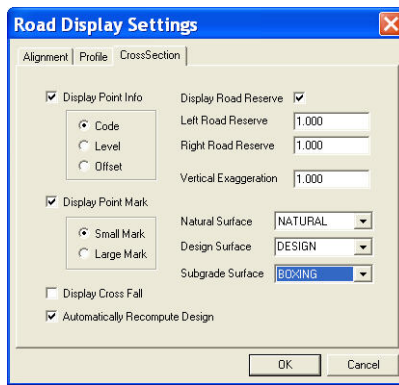 Road Display Settings
Alignment Profile CrossSection
Display Point Info
Code
Level
Offset
Display Point Mark
Small Mark
Large Mark
Display Cross Fall
Automatically Recompute Design
Display Road Reserve
Left Road Reserve 1.000
Right Road Reserve 1.000
Vertical Exaggeration 1.000
Natural Surface NATURAL
Design Surface DESIGN
Subgrade Surface BOXING
OK Cancel